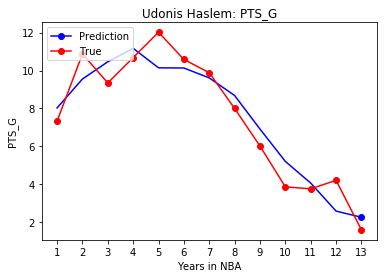 Udonis Haslem: PTS_G
Prediction
True
12
10
8
6
4
2
PTS_G
1 2 3 4 5 6 7 8 9 10 11 12 13
Years in NBA